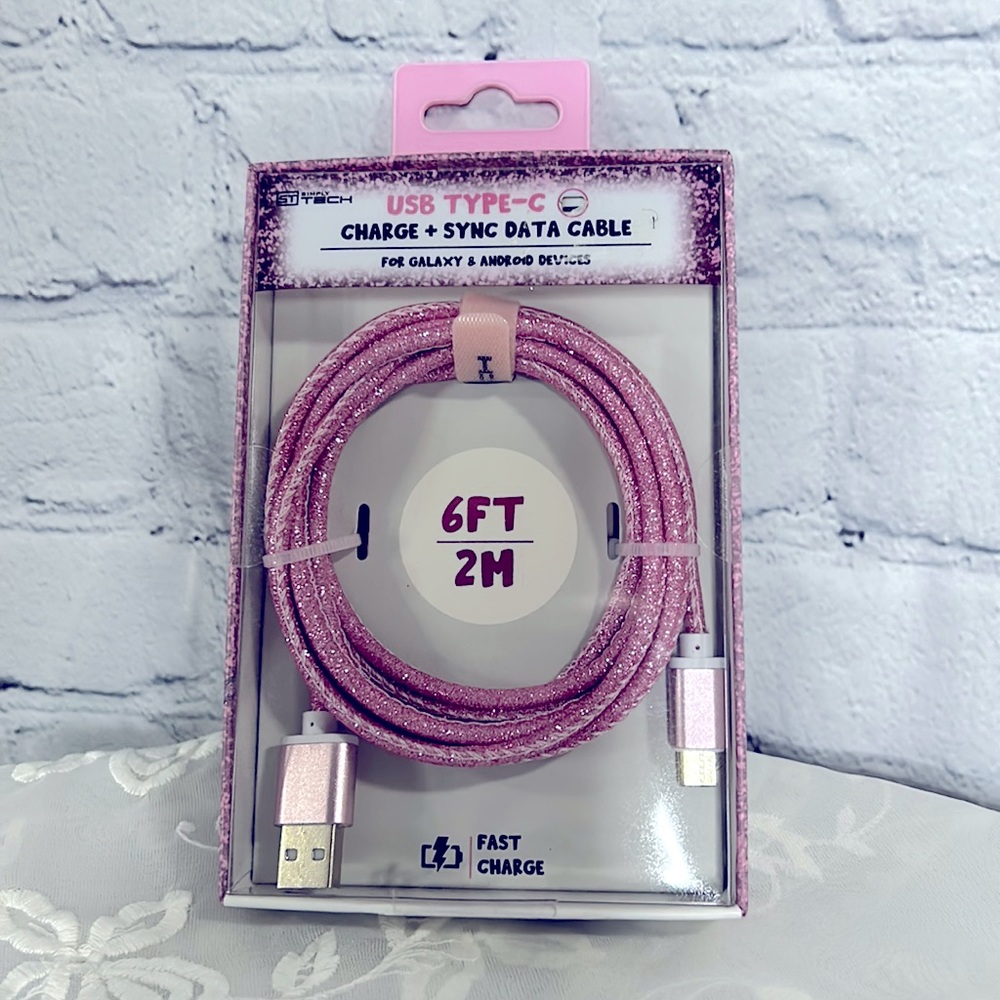 ST SIMPLY TECH
USB TYPE-C
CHARGE + SYNC DATA CABLE
FOR GALAXY & ANDROID DEVICES
6FT
2M
FAST
CHARGE